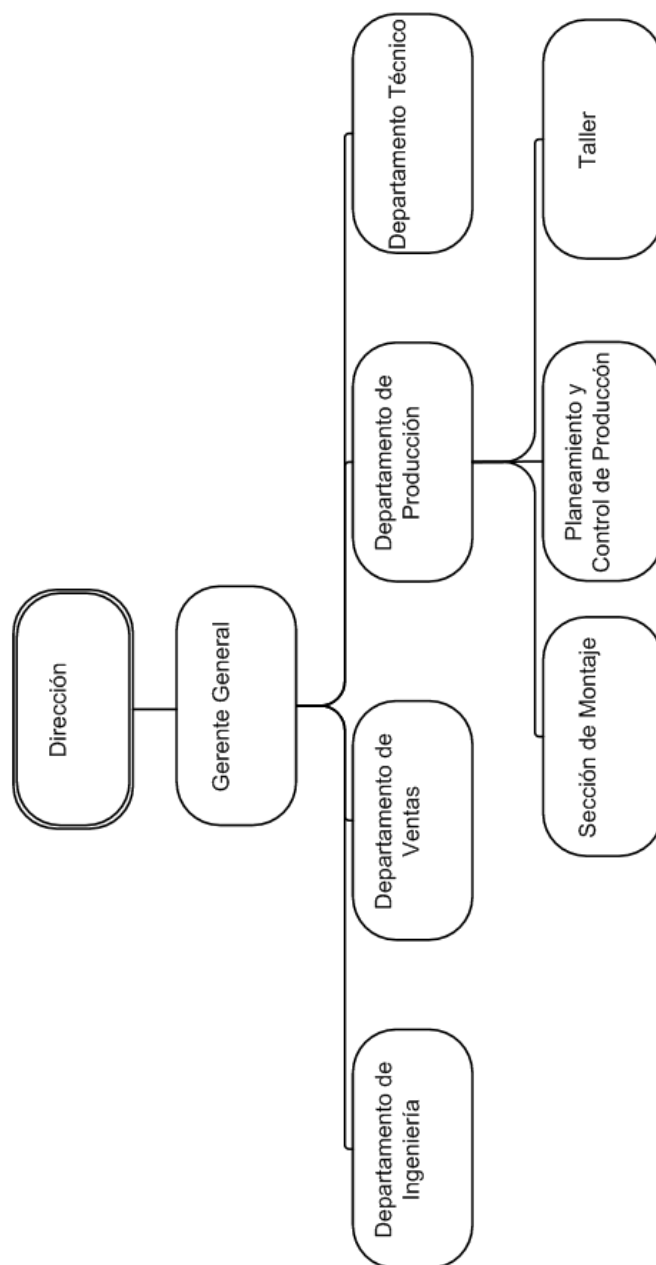 Dirección
Gerente General
Departamento de
Ingeniería
Departamento de
Ventas
Departamento de
Producción
Departamento Técnico
Sección de Montaje
Planeamiento y
Control de Produccón
Taller